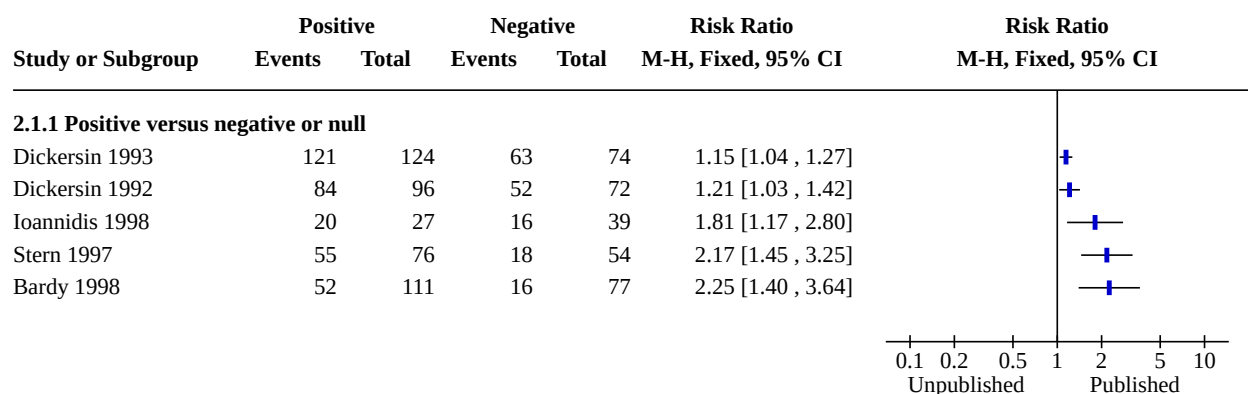 Positive Negative Risk Ratio Risk Ratio
Study or Subgroup Events Total Events Total M-H, Fixed, 95% CI M-H, Fixed, 95% CI
2.1.1 Positive versus negative or null
Dickersin 1993 121 124 63 74 1.15 [1.04 , 1.27]
Dickersin 1992 84 96 52 72 1.21 [1.03 , 1.42]
Ioannidis 1998 20 27 16 39 1.81 [1.17 , 2.80]
Stern 1997 55 76 18 54 2.17 [1.45 , 3.25]
Bardy 1998 52 111 16 77 2.25 [1.40 , 3.64]
0.1 0.2 0.5 1 2 5 10
Unpublished Published